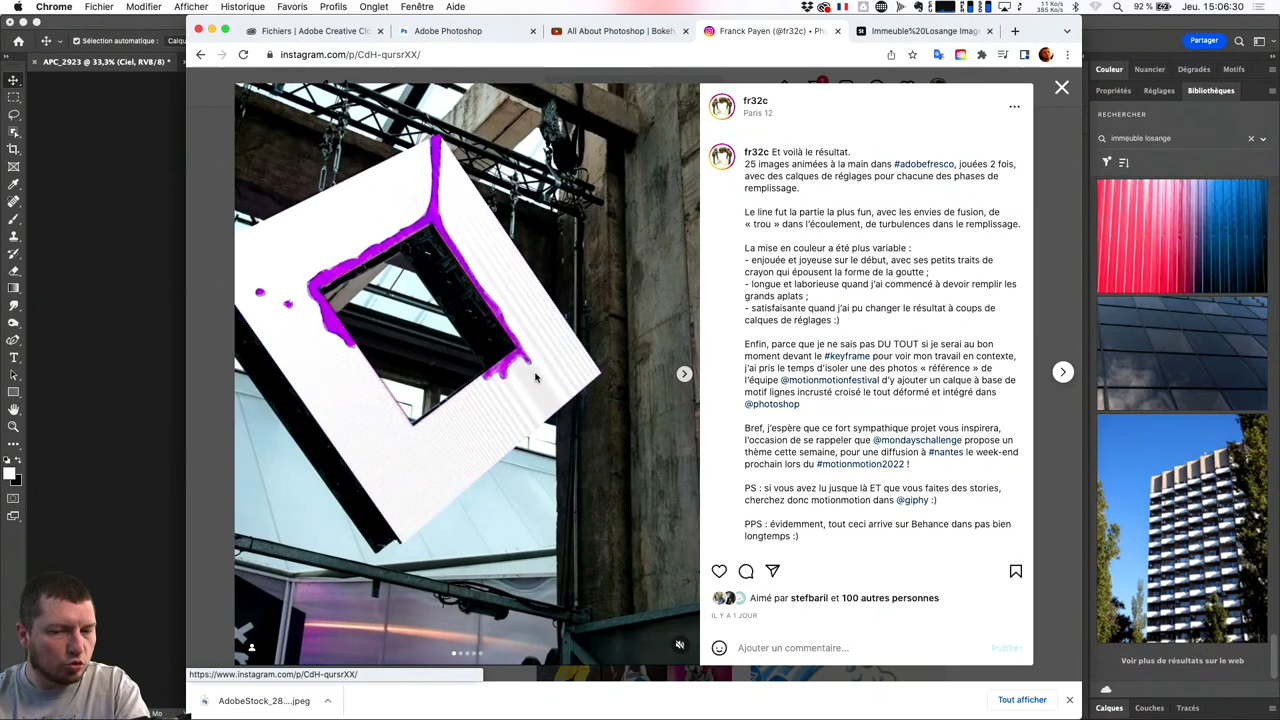 Chrome Fichier Modifier Afficher Historique Favoris Profils Onglet Fenêtre Aide
11 Ko/s
385 Ko/s
92 % Jeu. 15:06:30
Fichiers | Adobe Creative Clo
Adobe Photoshop
All About Photoshop | Bokeh
Franck Payen (@fr32c) • Pho
Immeuble%20Losange Imag
Sélection automatique :
instagram.com/p/CdH-qursrXX/
Partager
APC_2923 @ 33,3% (Ciel, RVB/8) *
Couleur Nuancier Dégradés Motifs
Propriétés Réglages Bibliothèques
RECHERCHER
immeuble losange
fr32c
Paris 12
fr32c Et voilà le résultat.
25 images animées à la main dans #adobefresco, jouées 2 fois,
avec des calques de réglages pour chacune des phases de
remplissage.
Le line fut la partie la plus fun, avec les envies de fusion, de
« trou » dans l'écoulement, de turbulences dans le remplissage.
La mise en couleur a été plus variable :
- enjouée et joyeuse sur le début, avec ses petits traits de
crayon qui épousent la forme de la goutte ;
- longue et laborieuse quand j'ai commencé à devoir remplir les
grands aplats ;
- satisfaisante quand j'ai pu changer le résultat à coups de
calques de réglages :)
Enfin, parce que je ne sais pas DU TOUT si je serai au bon
moment devant le #keyframe pour voir mon travail en contexte,
j'ai pris le temps d'isoler une des photos « référence » de
l'équipe @motionmotionfestival d'y ajouter un calque à base de
motif lignes incrusté croisé le tout déformé et intégré dans
@photoshop
Bref, j'espère que ce fort sympathique projet vous inspirera,
l'occasion de se rappeler que @mondayschallenge propose un
thème cette semaine, pour une diffusion à #nantes le week-end
prochain lors du #motionmotion2022 !
PS : si vous avez lu jusque là ET que vous faites des stories,
cherchez donc motionmotion dans @giphy :)
PPS : évidemment, tout ceci arrive sur Behance dans pas bien
longtemps :)
Aimé par stefbaril et 100 autres personnes
IL Y A 1 JOUR
Ajouter un commentaire...
Publier
Voir plus de résultats sur le web
https://www.instagram.com/p/CdH-qursrXX/
AdobeStock_28....jpeg
Tout afficher
Calques Couches Tracés